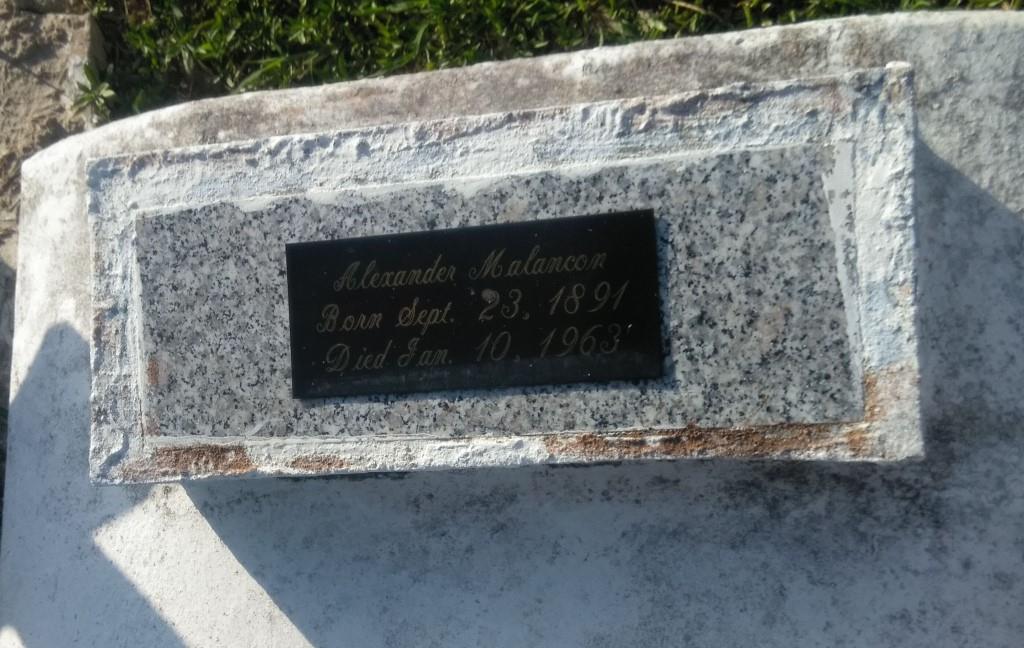 Alexander Malancon
Born Sept. 23, 1891
Died Jan. 10, 1963